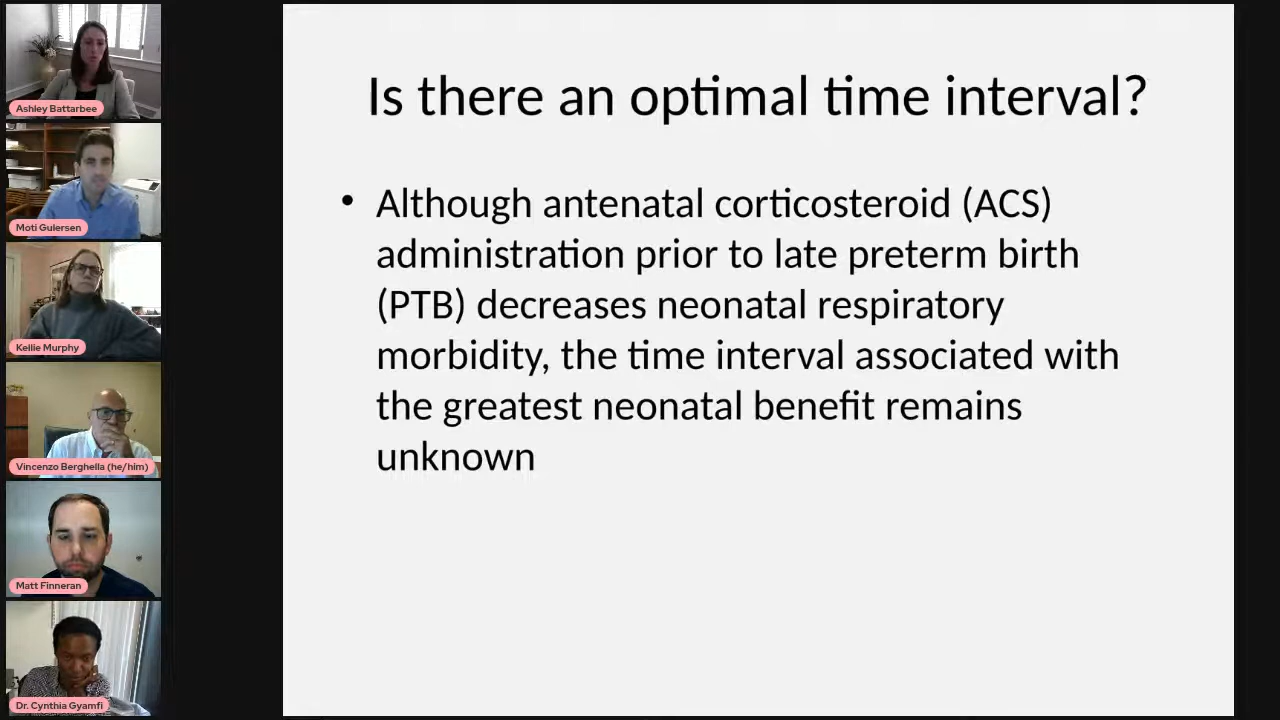 Is there an optimal time interval?
• Although antenatal corticosteroid (ACS)
administration prior to late preterm birth
(PTB) decreases neonatal respiratory
morbidity, the time interval associated with
the greatest neonatal benefit remains
unknown
Ashley Battarbee
Moti Gulersen
Kellie Murphy
Vincenzo Berghella (he/him)
Matt Finneran
Dr. Cynthia Gyamfi